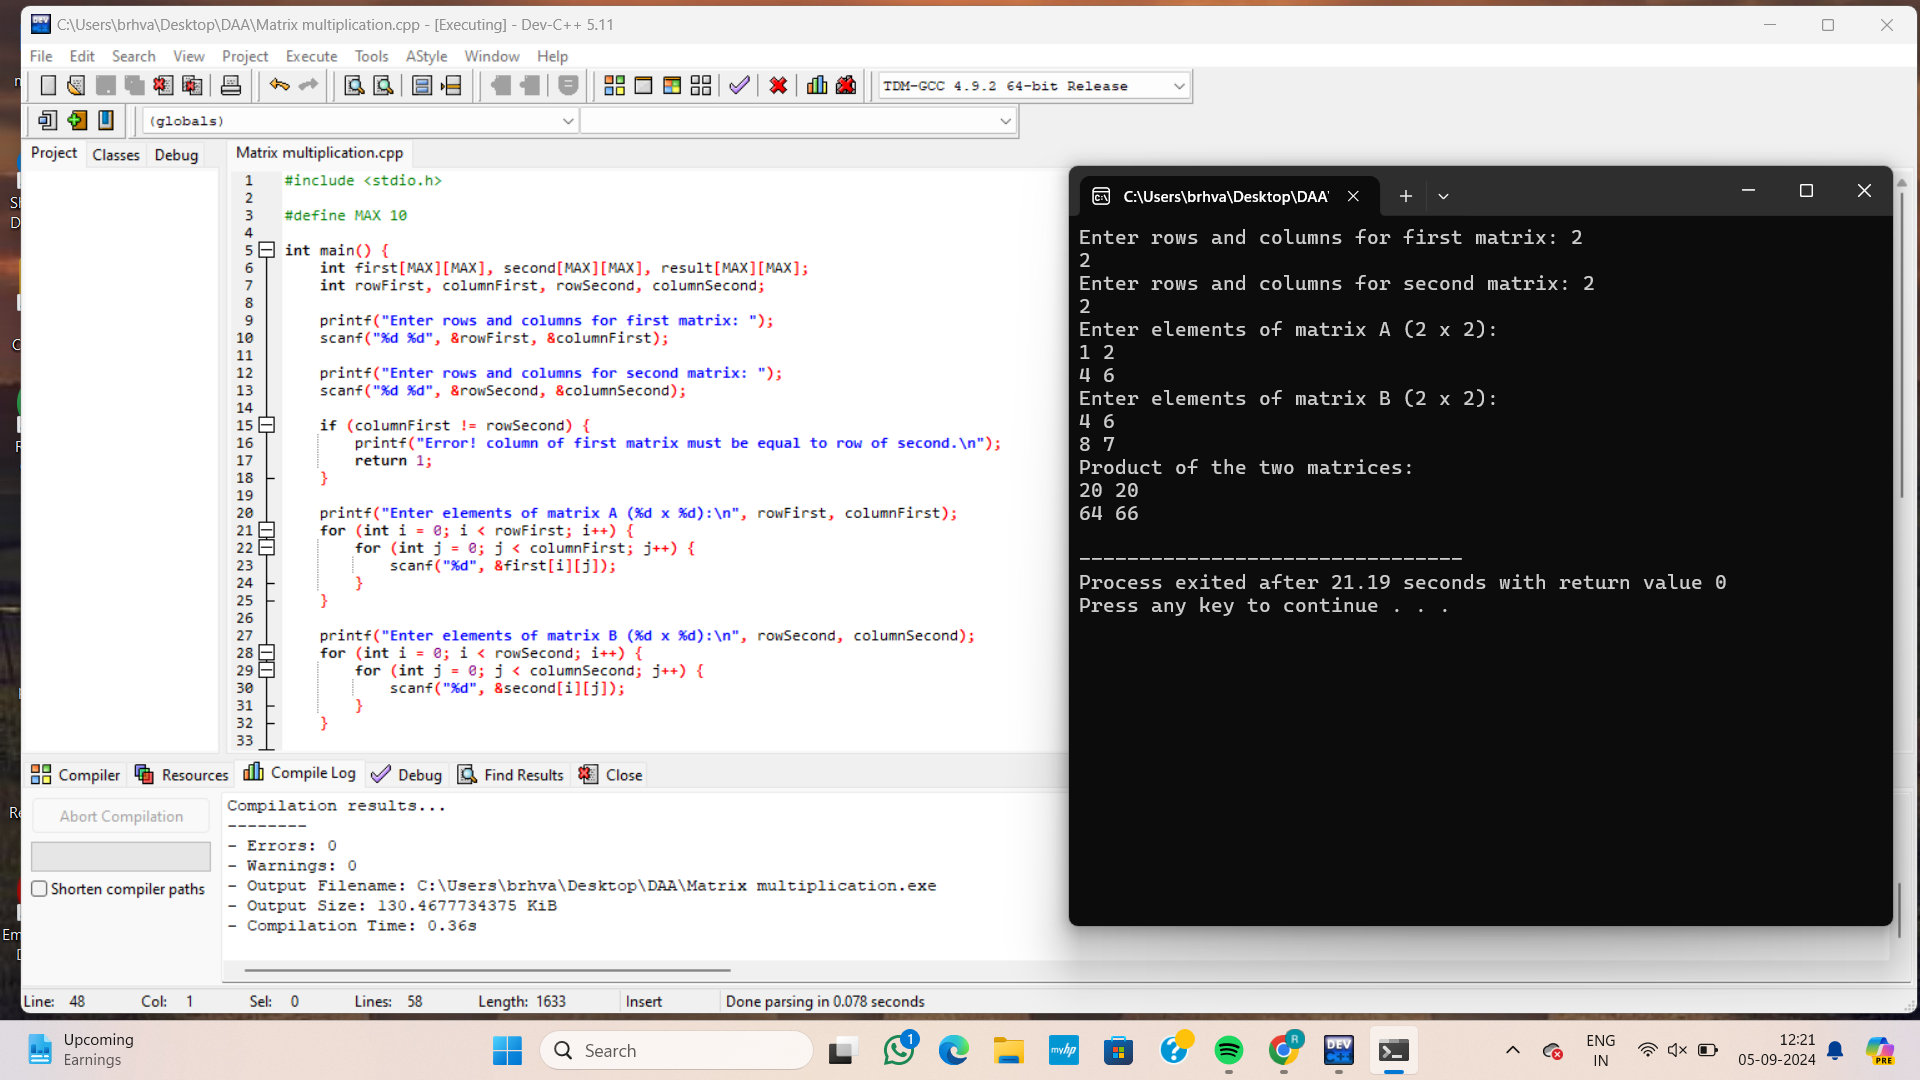 C:\Users\brhva\Desktop\DAA\Matrix multiplication.cpp - [Executing] - Dev-C++ 5.11
File Edit Search View Project Execute Tools AStyle Window Help
TDM-GCC 4.9.2 64-bit Release
(globals)
Project Classes Debug
Matrix multiplication.cpp
1 #include <stdio.h>
2
3 #define MAX 10
4
5 int main() {
6 int first[MAX][MAX], second[MAX][MAX], result[MAX][MAX];
7 int rowFirst, columnFirst, rowSecond, columnSecond;
8
9 printf("Enter rows and columns for first matrix: ");
10 scanf("%d %d", &rowFirst, &columnFirst);
11
12 printf("Enter rows and columns for second matrix: ");
13 scanf("%d %d", &rowSecond, &columnSecond);
14
15 if (columnFirst != rowSecond) {
16 printf("Error! column of first matrix must be equal to row of second.\n");
17 return 1;
18 }
19
20 printf("Enter elements of matrix A (%d x %d):\n", rowFirst, columnFirst);
21 for (int i = 0; i < rowFirst; i++) {
22 for (int j = 0; j < columnFirst; j++) {
23 scanf("%d", &first[i][j]);
24 }
25 }
26
27 printf("Enter elements of matrix B (%d x %d):\n", rowSecond, columnSecond);
28 for (int i = 0; i < rowSecond; i++) {
29 for (int j = 0; j < columnSecond; j++) {
30 scanf("%d", &second[i][j]);
31 }
32 }
33
C:\Users\brhva\Desktop\DAA\
Enter rows and columns for first matrix: 2
2
Enter rows and columns for second matrix: 2
2
Enter elements of matrix A (2 x 2):
1 2
4 6
Enter elements of matrix B (2 x 2):
4 6
8 7
Product of the two matrices:
20 20
64 66
--------------------------------
Process exited after 21.19 seconds with return value 0
Press any key to continue . . .
Compiler Resources Compile Log Debug Find Results Close
Abort Compilation
Shorten compiler paths
Compilation results...
--------
- Errors: 0
- Warnings: 0
- Output Filename: C:\Users\brhva\Desktop\DAA\Matrix multiplication.exe
- Output Size: 130.4677734375 KiB
- Compilation Time: 0.36s
Line: 48 Col: 1 Sel: 0 Lines: 58 Length: 1633 Insert Done parsing in 0.078 seconds
Upcoming
Earnings
Search
1
myhp
R
DEV C++
ENG
IN
12:21
05-09-2024
PRE